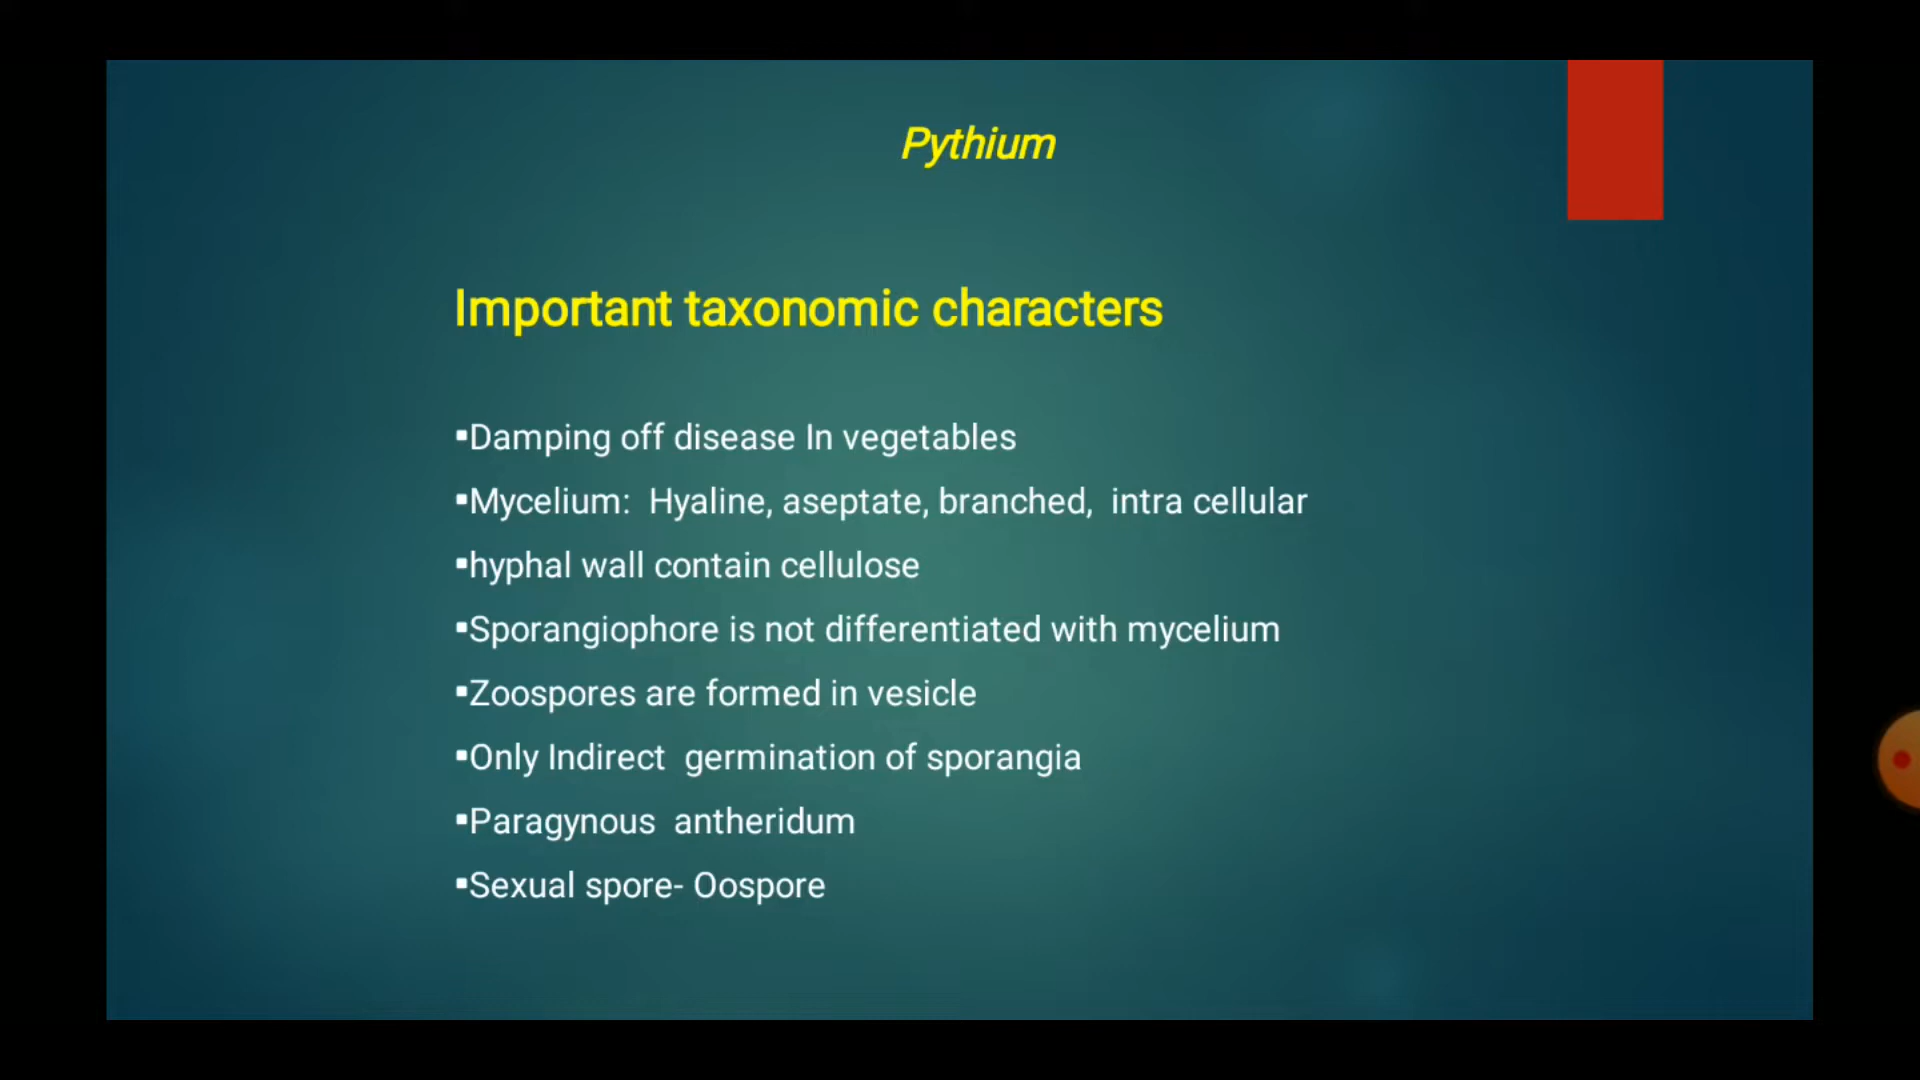 Pythium
Important taxonomic characters
▪Damping off disease In vegetables
▪Mycelium:  Hyaline, aseptate, branched,  intra cellular
▪hyphal wall contain cellulose
▪Sporangiophore is not differentiated with mycelium
▪Zoospores are formed in vesicle
▪Only Indirect  germination of sporangia
▪Paragynous  antheridum
▪Sexual spore- Oospore